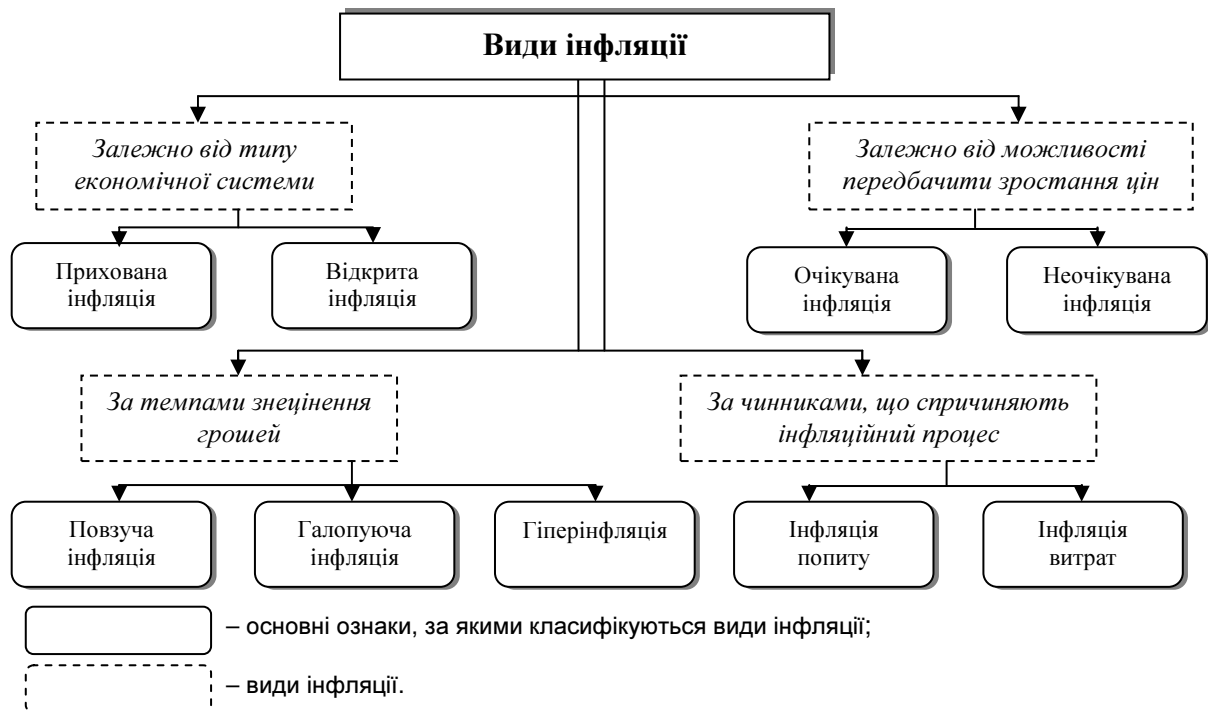 Види інфляції
Залежно від типу
економічної системи
Залежно від можливості
передбачити зростання цін
Прихована
інфляція
Відкрита
інфляція
Очікувана
інфляція
Неочікувана
інфляція
За темпами знецінення
грошей
За чинниками, що спричиняють
інфляційний процес
Повзуча
інфляція
Галопуюча
інфляція
Гіперінфляція
Інфляція
попиту
Інфляція
витрат
– основні ознаки, за якими класифікуються види інфляції;
– види інфляції.